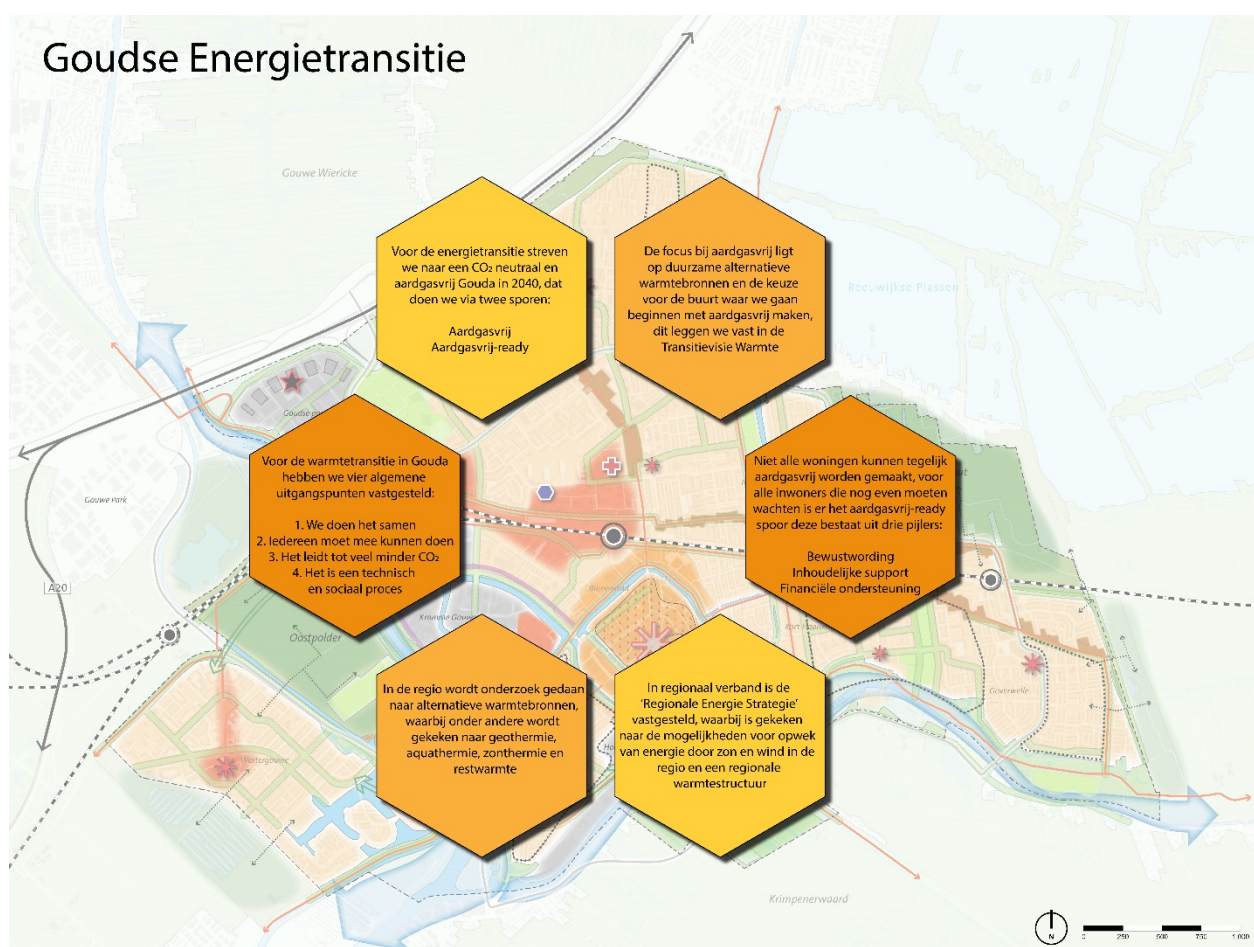 Goudse Energietransitie
Gouwe Wiericke
Voor de energietransitie streven
we naar een CO₂ neutraal en
aardgasvrij Gouda in 2040, dat
doen we via twee sporen:
Aardgasvrij
Aardgasvrij-ready
De focus bij aardgasvrij ligt
op duurzame alternatieve
warmtebronnen en de keuze
voor de buurt waar we gaan
beginnen met aardgasvrij maken,
dit leggen we vast in de
Transitievisie Warmte
Reeuwijkse Plassen
Voor de warmtetransitie in Gouda
hebben we vier algemene
uitgangspunten vastgesteld:
1. We doen het samen
2. Iedereen moet mee kunnen doen
3. Het leidt tot veel minder CO₂
4. Het is een technisch
en sociaal proces
Niet alle woningen kunnen tegelijk
aardgasvrij worden gemaakt, voor
alle inwoners die nog even moeten
wachten is er het aardgasvrij-ready
spoor deze bestaat uit drie pijlers:
Bewustwording
Inhoudelijke support
Financiële ondersteuning
Goudse
Gouwe Park
A20
Oostpolder
Westergouwe
Goverwelle
In de regio wordt onderzoek gedaan
naar alternatieve warmtebronnen,
waarbij onder andere wordt
gekeken naar geothermie,
aquathermie, zonthermie en
restwarmte
In regionaal verband is de
'Regionale Energie Strategie'
vastgesteld, waarbij is gekeken
naar de mogelijkheden voor opwek
van energie door zon en wind in de
regio en een regionale
warmtestructuur
Krimpenerwaard
N
0 250 500 750 1.000